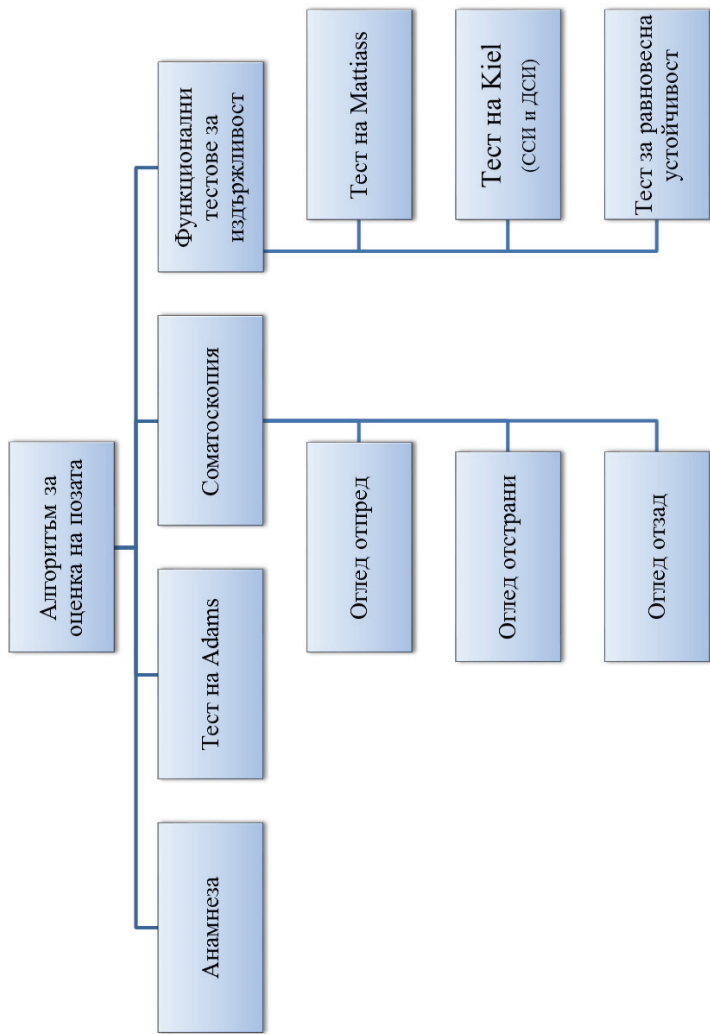 Алгоритъм за
оценка на позата
Анамнеза
Тест на Adams
Соматоскопия
Оглед отпред
Оглед отстрани
Оглед отзад
Функционални
тестове за
издържливост
Тест на Mattiass
Тест на Kiel
(ССИ и ДСИ)
Тест за равновесна
устойчивост